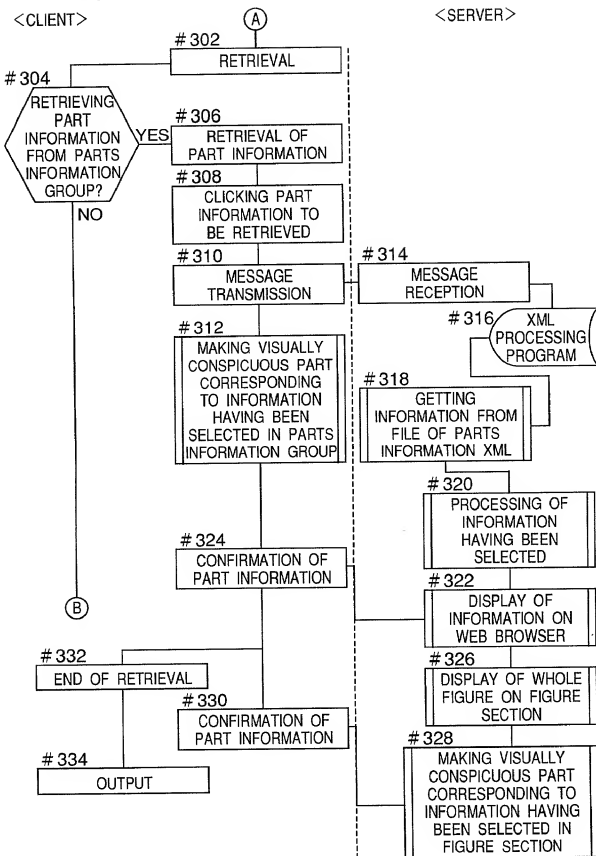 <CLIENT>
A
<SERVER>
#302
RETRIEVAL
#304
RETRIEVING
PART
INFORMATION
FROM PARTS
INFORMATION
GROUP?
YES
NO
#306
RETRIEVAL OF
PART INFORMATION
#308
CLICKING PART
INFORMATION TO
BE RETRIEVED
#310
MESSAGE
TRANSMISSION
#314
MESSAGE
RECEPTION
#316
XML
PROCESSING
PROGRAM
#312
MAKING VISUALLY
CONSPICUOUS PART
CORRESPONDING
TO INFORMATION
HAVING BEEN
SELECTED IN PARTS
INFORMATION GROUP
#318
GETTING
INFORMATION FROM
FILE OF PARTS
INFORMATION XML
#320
PROCESSING OF
INFORMATION
HAVING BEEN
SELECTED
#324
CONFIRMATION OF
PART INFORMATION
#322
DISPLAY OF
INFORMATION ON
WEB BROWSER
B
#326
DISPLAY OF WHOLE
FIGURE ON FIGURE
SECTION
#332
END OF RETRIEVAL
#330
CONFIRMATION OF
PART INFORMATION
#328
MAKING VISUALLY
CONSPICUOUS PART
CORRESPONDING TO
INFORMATION HAVING
BEEN SELECTED IN
FIGURE SECTION
#334
OUTPUT